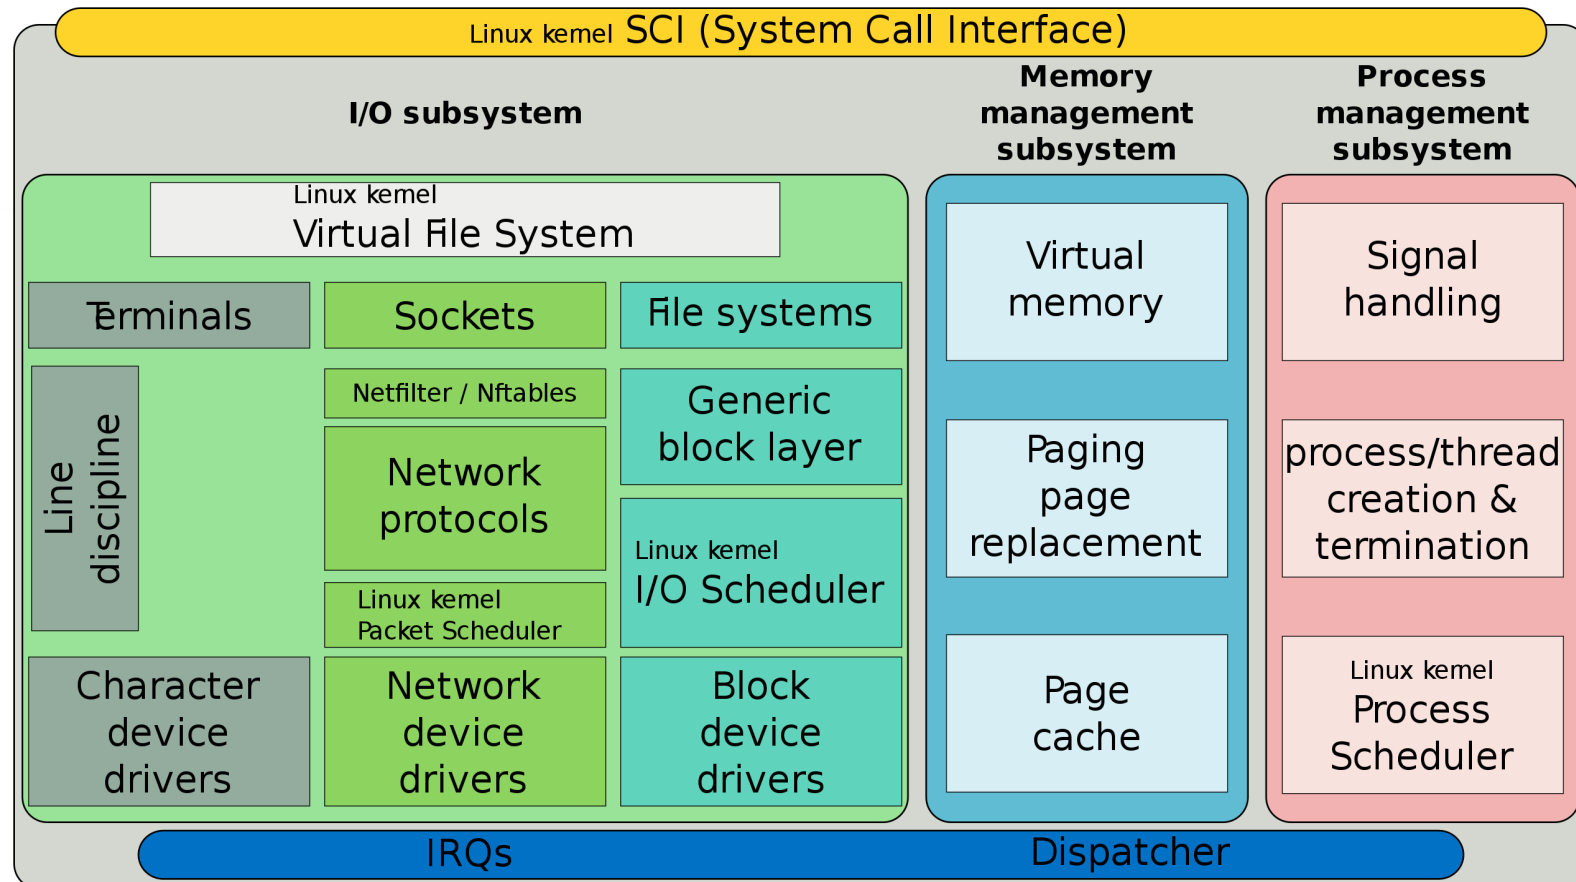 Linux kernel SCI (System Call Interface)
I/O subsystem
Memory
management
subsystem
Process
management
subsystem
Linux kernel
Virtual File System
Terminals
Sockets
File systems
Line
discipline
Netfilter / Nftables
Network
protocols
Linux kernel
Packet Scheduler
Generic
block layer
Linux kernel
I/O Scheduler
Character
device
drivers
Network
device
drivers
Block
device
drivers
Virtual
memory
Paging
page
replacement
Page
cache
Signal
handling
process/thread
creation &
termination
Linux kernel
Process
Scheduler
IRQs
Dispatcher